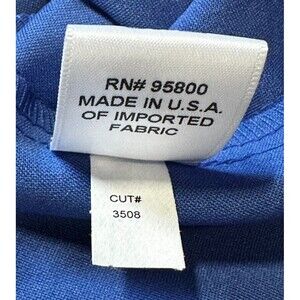 RN# 95800
MADE IN U.S.A.
OF IMPORTED
FABRIC
CUT#
3508